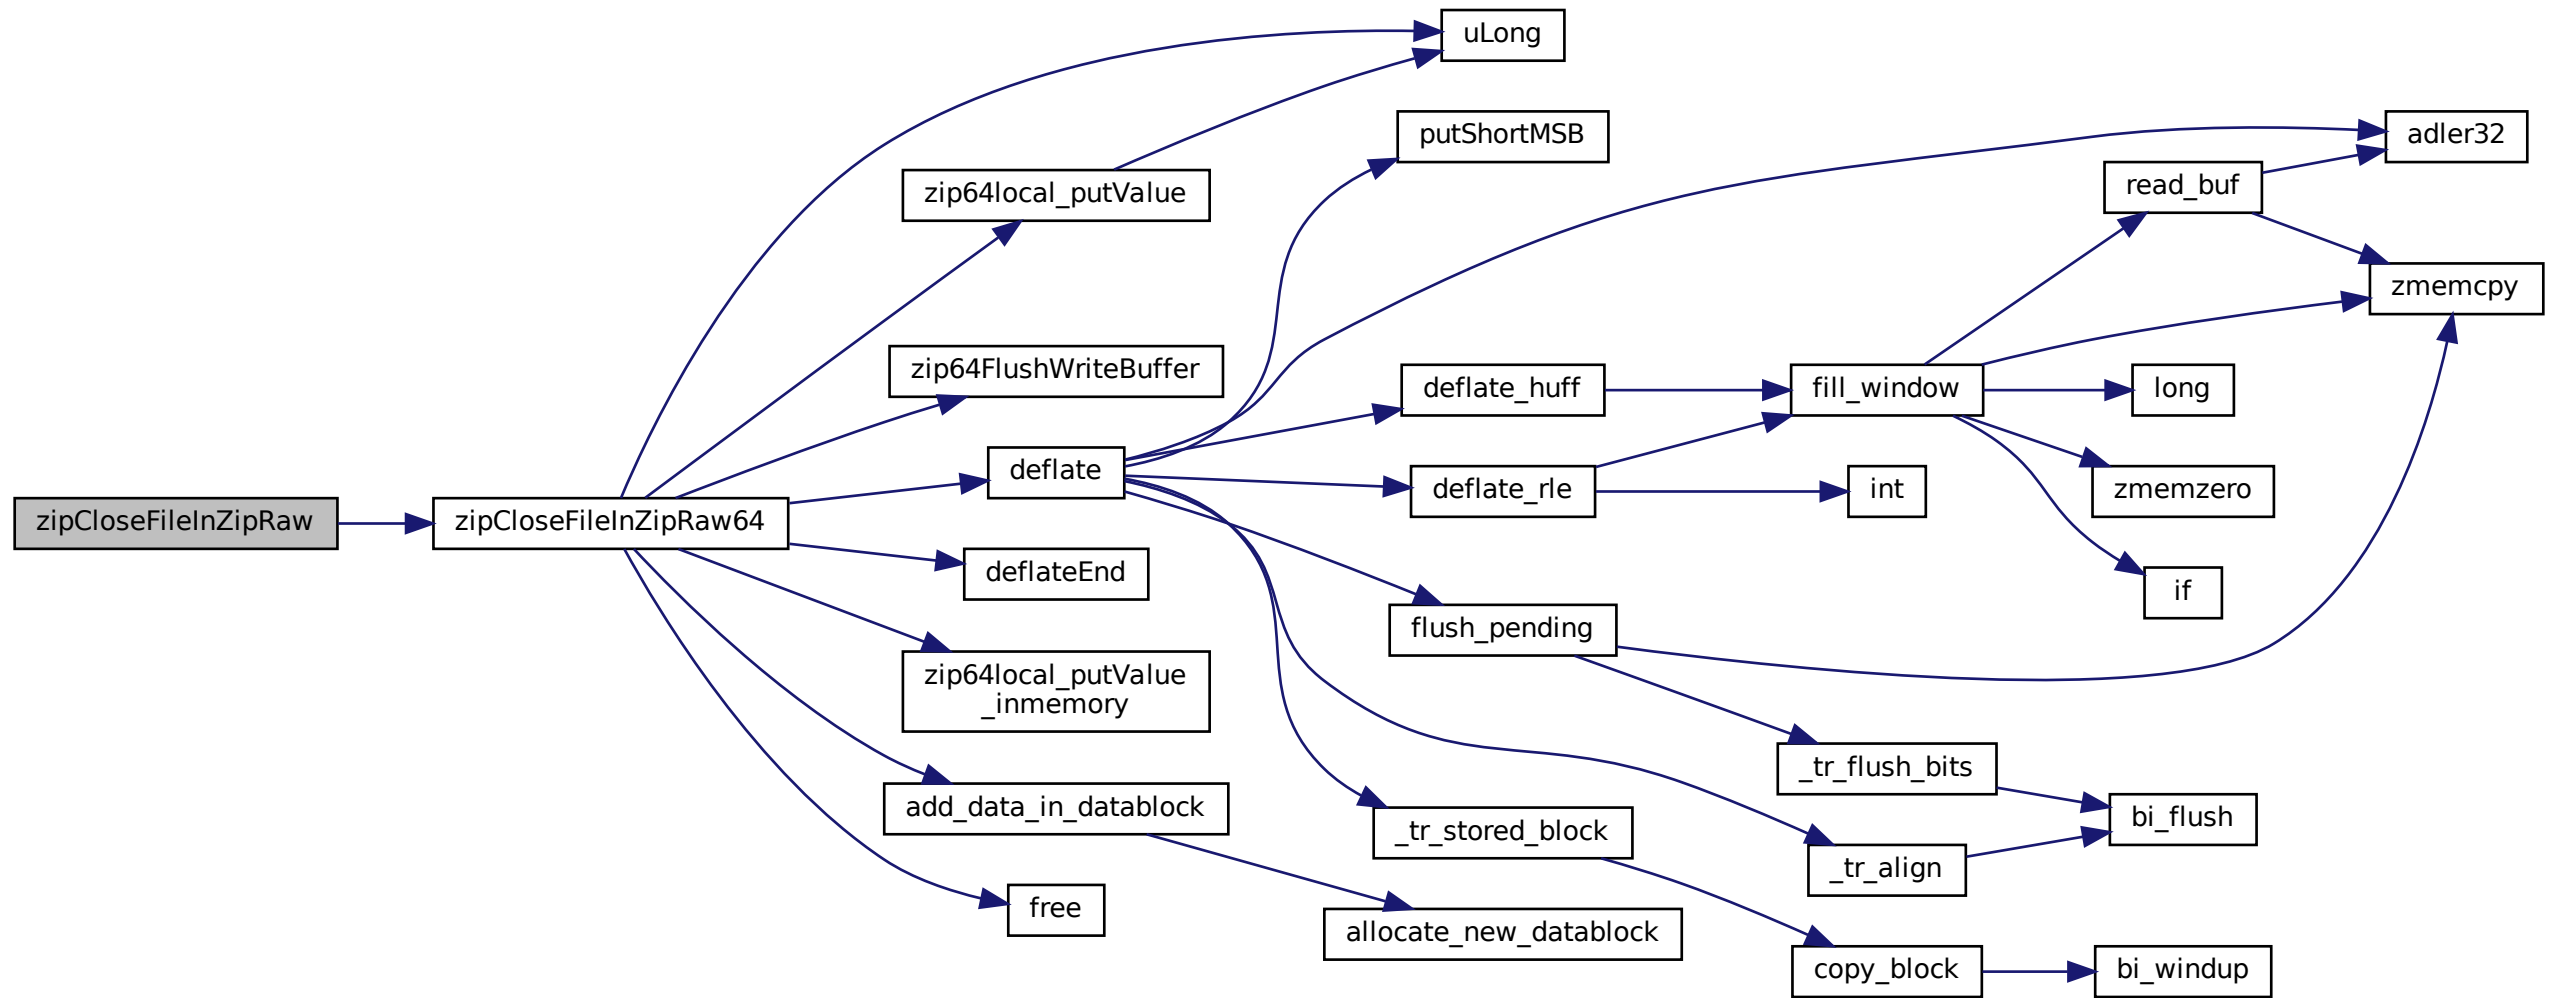 zipCloseFileInZipRaw
zipCloseFileInZipRaw64
uLong
zip64local_putValue
zip64FlushWriteBuffer
deflate
deflateEnd
zip64local_putValue
_inmemory
add_data_in_datablock
free
putShortMSB
adler32
deflate_huff
deflate_rle
flush_pending
_tr_stored_block
_tr_align
allocate_new_datablock
fill_window
int
_tr_flush_bits
copy_block
read_buf
zmemcpy
long
zmemzero
if
bi_flush
bi_windup